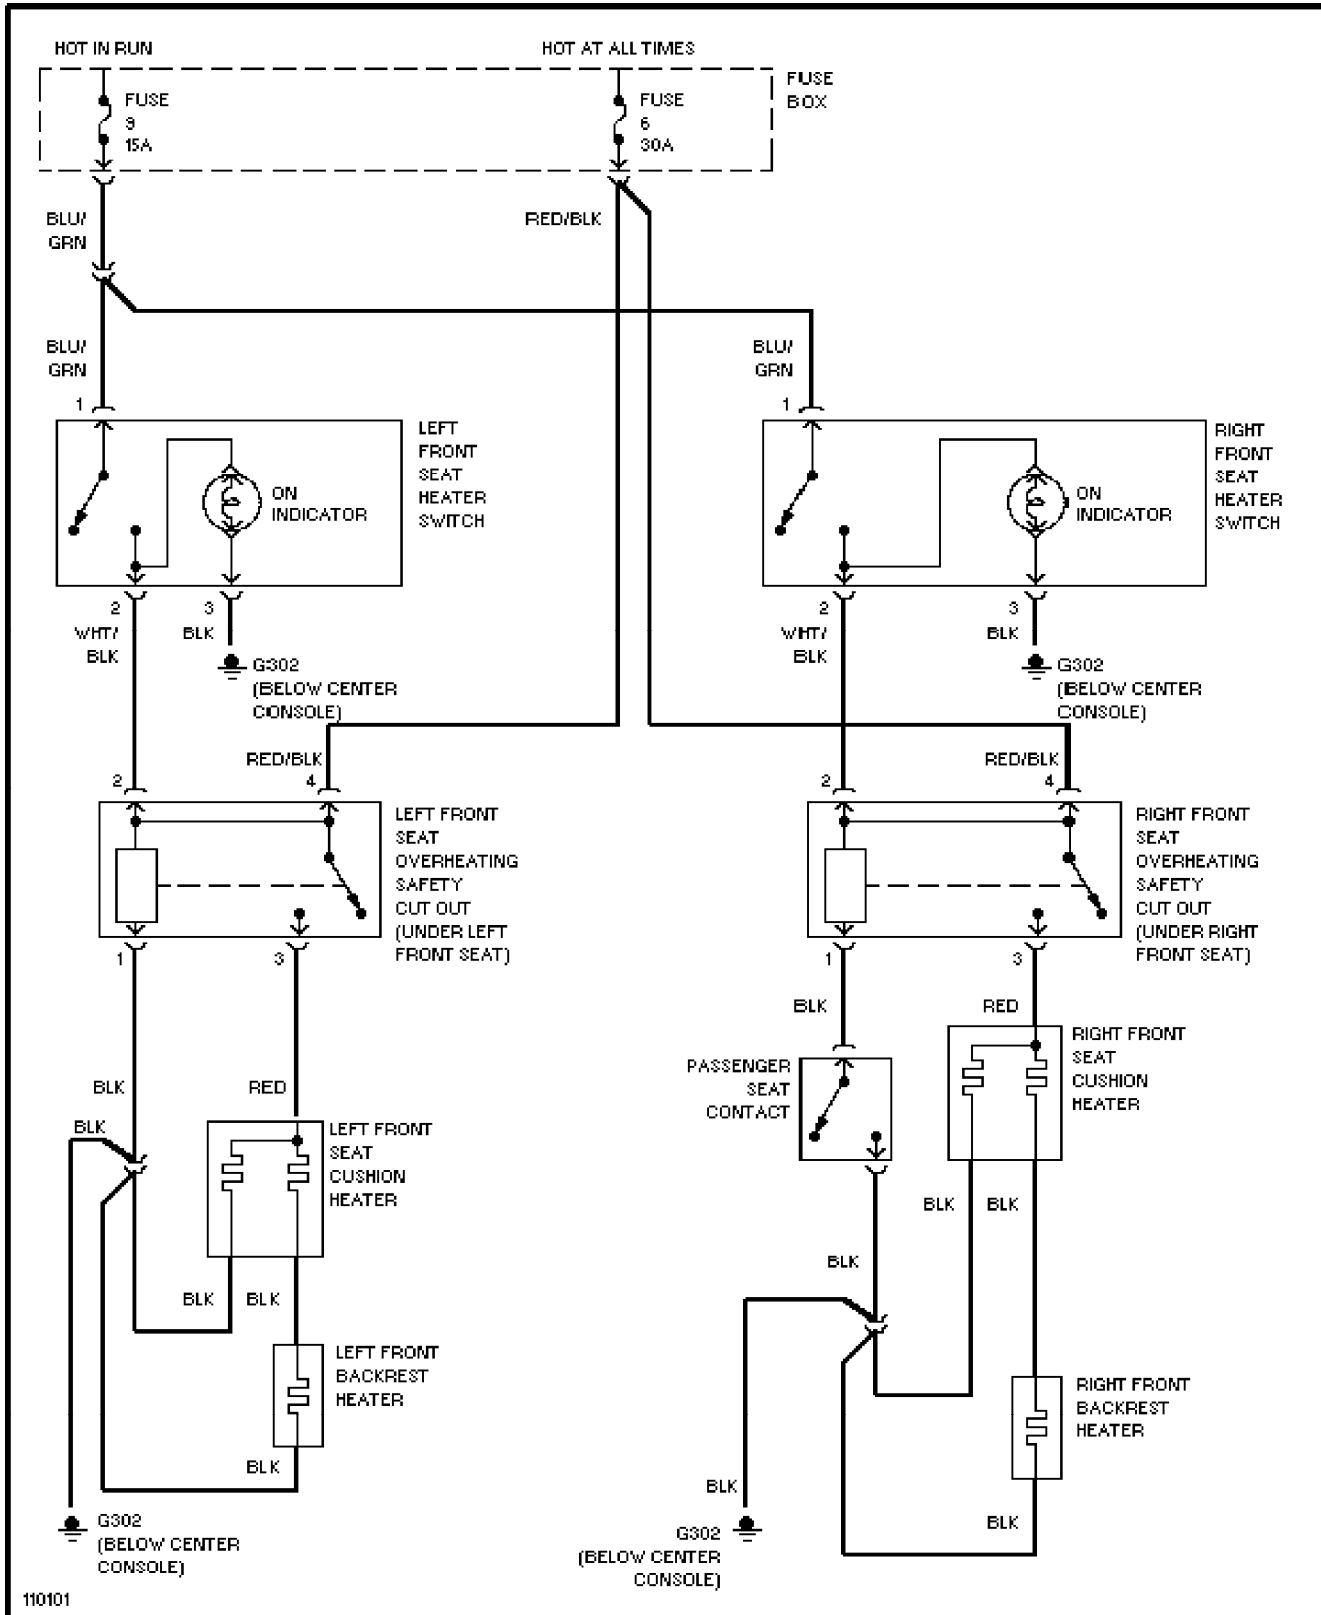 HOT IN RUN
HOT AT ALL TIMES
FUSE
9
15A
FUSE
6
30A
FUSE
BOX
BLU/
GRN
RED/BLK
BLU/
GRN
BLU/
GRN
1
1
LEFT
FRONT
SEAT
HEATER
SWITCH
ON
INDICATOR
RIGHT
FRONT
SEAT
HEATER
SWITCH
ON
INDICATOR
2
3
WHT/
BLK
BLK
G302
(BELOW CENTER
CONSOLE)
2
3
WHT/
BLK
BLK
G302
(BELOW CENTER
CONSOLE)
RED/BLK
2
4
RED/BLK
2
4
LEFT FRONT
SEAT
OVERHEATING
SAFETY
CUT OUT
(UNDER LEFT
FRONT SEAT)
RIGHT FRONT
SEAT
OVERHEATING
SAFETY
CUT OUT
(UNDER RIGHT
FRONT SEAT)
1
3
1
3
BLK
RED
PASSENGER
SEAT
CONTACT
RIGHT FRONT
SEAT
CUSHION
HEATER
BLK
RED
BLK
LEFT FRONT
SEAT
CUSHION
HEATER
BLK
BLK
BLK
BLK
BLK
LEFT FRONT
BACKREST
HEATER
RIGHT FRONT
BACKREST
HEATER
BLK
BLK
BLK
G302
(BELOW CENTER
CONSOLE)
G302
(BELOW CENTER
CONSOLE)
110101